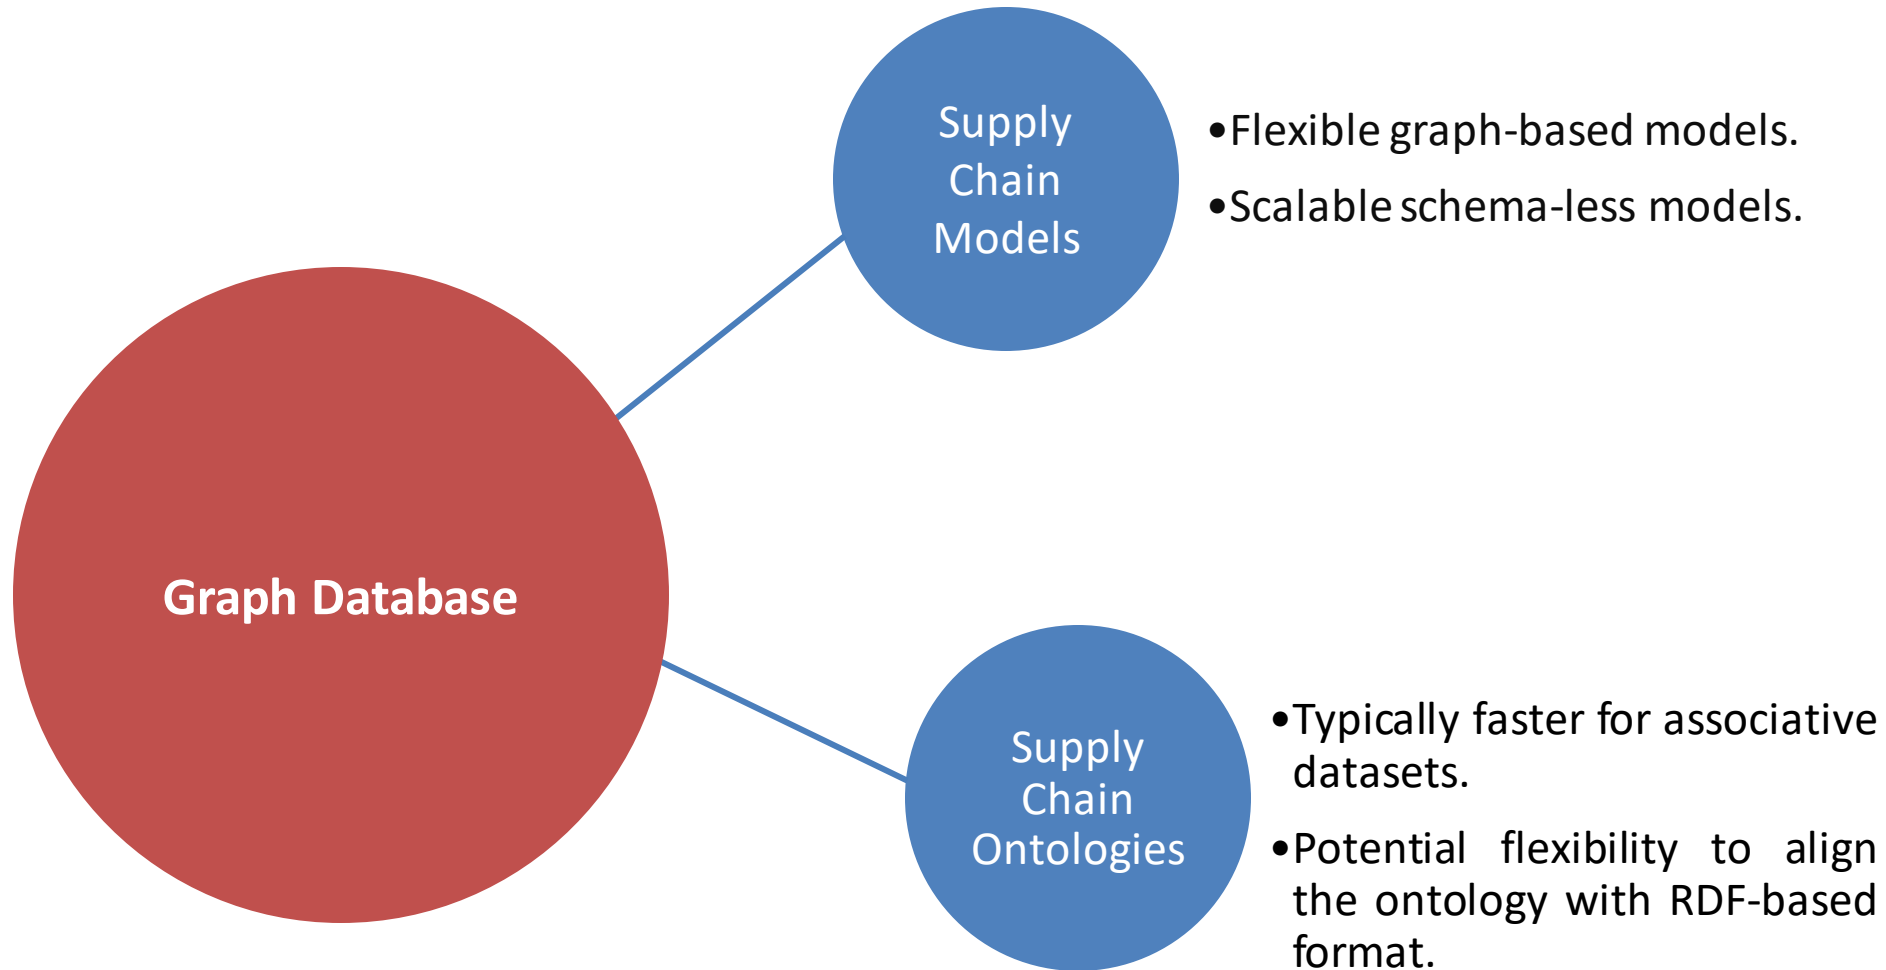 Supply
Chain
Models
•Flexible graph-based models.
•Scalable schema-less models.
Graph Database
Supply
Chain
Ontologies
•Typically faster for associative
datasets.
•Potential flexibility to align
the ontology with RDF-based
format.